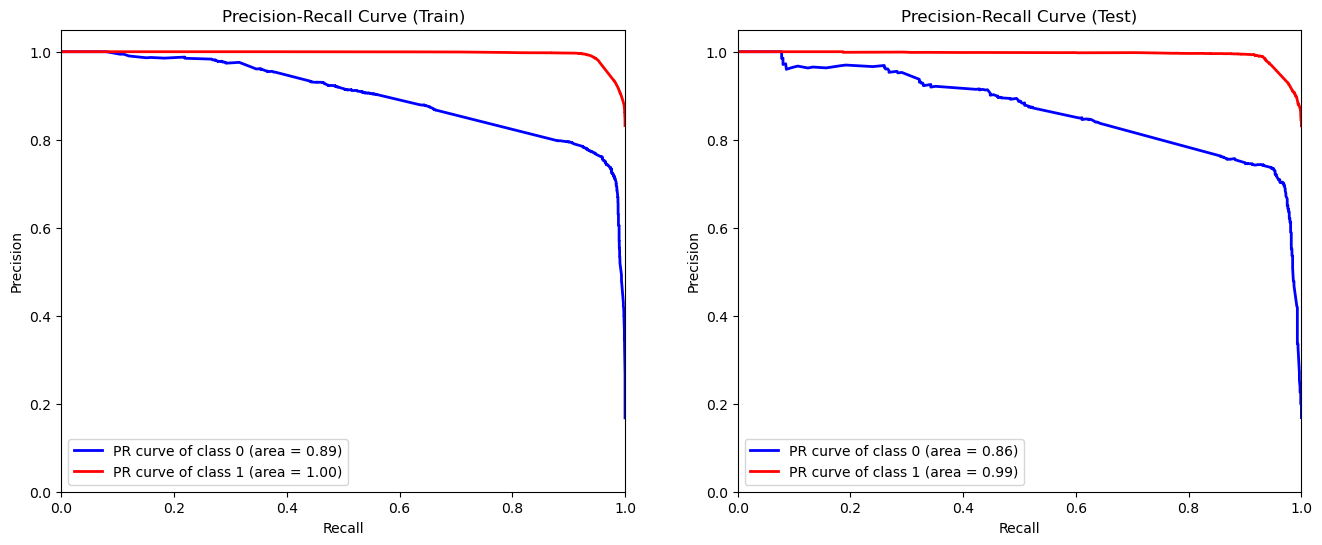 Precision-Recall Curve (Train)
1.0
0.8
0.6
0.4
0.2
0.0
Precision
PR curve of class 0 (area = 0.89)
PR curve of class 1 (area = 1.00)
0.0 0.2 0.4 0.6 0.8 1.0
Recall
Precision-Recall Curve (Test)
1.0
0.8
0.6
0.4
0.2
0.0
Precision
PR curve of class 0 (area = 0.86)
PR curve of class 1 (area = 0.99)
0.0 0.2 0.4 0.6 0.8 1.0
Recall